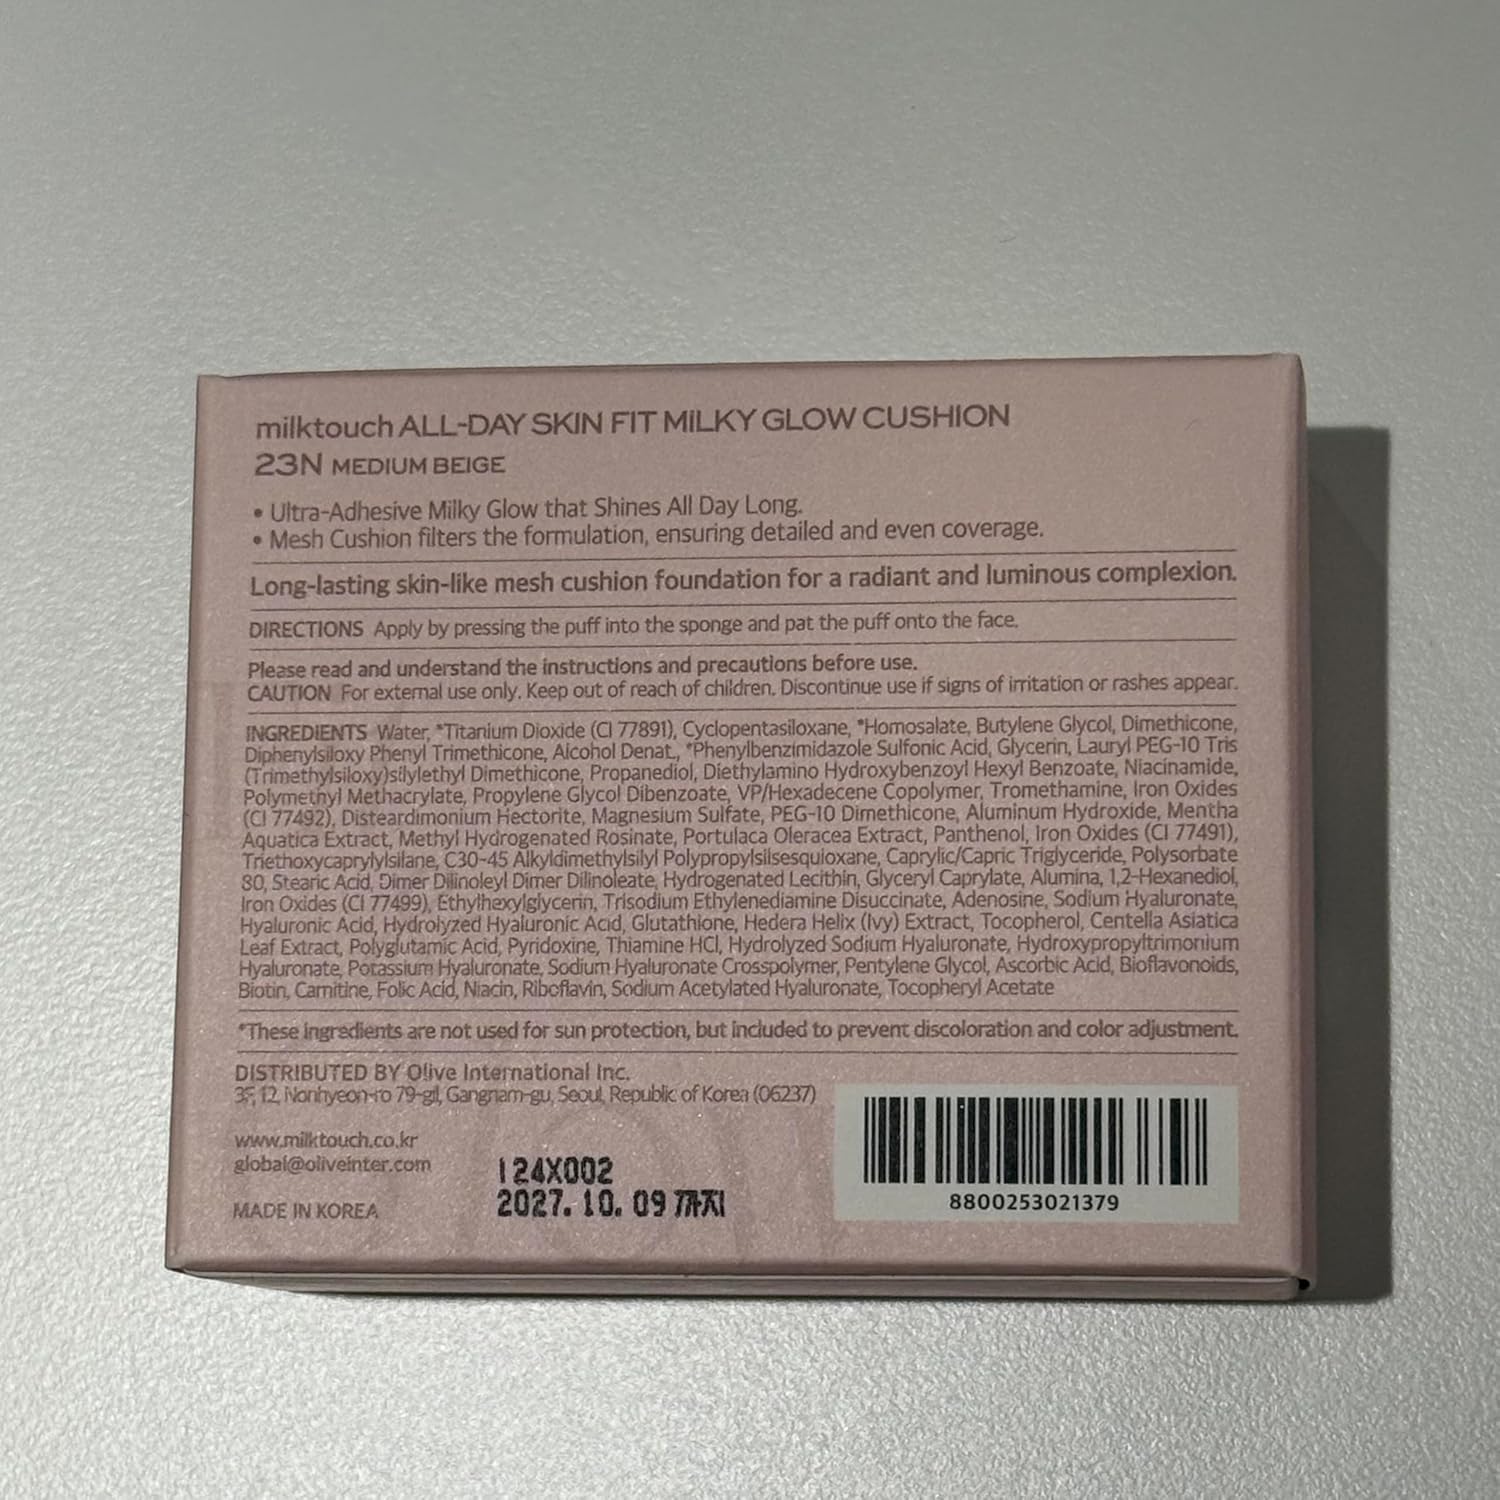 milktouch ALL-DAY SKIN FIT MILKY GLOW CUSHION
23N MEDIUM BEIGE
• Ultra-Adhesive Milky Glow that Shines All Day Long.
• Mesh Cushion filters the formulation, ensuring detailed and even coverage.
Long-lasting skin-like mesh cushion foundation for a radiant and luminous complexion.
DIRECTIONS Apply by pressing the puff into the sponge and pat the puff onto the face.
Please read and understand the instructions and precautions before use.
CAUTION For external use only. Keep out of reach of children. Discontinue use if signs of irritation or rashes appear.
INGREDIENTS Water, *Titanium Dioxide (CI 77891), Cyclopentasiloxane, *Homosalate, Butylene Glycol, Dimethicone,
Diphenylsiloxy Phenyl Trimethicone, Alcohol Denat., *Phenylbenzimidazole Sulfonic Acid, Glycerin, Lauryl PEG-10 Tris
(Trimethylsiloxy)silylethyl Dimethicone, Propanediol, Diethylamino Hydroxybenzoyl Hexyl Benzoate, Niacinamide,
Polymethyl Methacrylate, Propylene Glycol Dibenzoate, VP/Hexadecene Copolymer, Tromethamine, Iron Oxides
(CI 77492), Disteardimonium Hectorite, Magnesium Sulfate, PEG-10 Dimethicone, Aluminum Hydroxide, Mentha
Aquatica Extract, Methyl Hydrogenated Rosinate, Portulaca Oleracea Extract, Panthenol, Iron Oxides (CI 77491),
Triethoxycaprylylsilane, C30-45 Alkyldimethylsilyl Polypropylsilsesquioxane, Caprylic/Capric Triglyceride, Polysorbate
80, Stearic Acid, Dimer Dilinoleyl Dimer Dilinoleate, Hydrogenated Lecithin, Glyceryl Caprylate, Alumina, 1,2-Hexanediol,
Iron Oxides (CI 77499), Ethylhexylglycerin, Trisodium Ethylenediamine Disuccinate, Adenosine, Sodium Hyaluronate,
Hyaluronic Acid, Hydrolyzed Hyaluronic Acid, Glutathione, Hedera Helix (Ivy) Extract, Tocopherol, Centella Asiatica
Leaf Extract, Polyglutamic Acid, Pyridoxine, Thiamine HCl, Hydrolyzed Sodium Hyaluronate, Hydroxypropyltrimonium
Hyaluronate, Potassium Hyaluronate, Sodium Hyaluronate Crosspolymer, Pentylene Glycol, Ascorbic Acid, Bioflavonoids,
Biotin, Carnitine, Folic Acid, Niacin, Riboflavin, Sodium Acetylated Hyaluronate, Tocopheryl Acetate
*These ingredients are not used for sun protection, but included to prevent discoloration and color adjustment.
DISTRIBUTED BY Olive International Inc.
3F, 12, Nonhyeon-ro 79-gil, Gangnam-gu, Seoul, Republic of Korea (06237)
www.milktouch.co.kr
global@oliveinter.com
MADE IN KOREA
124X002
2027. 10. 09 까지
8800253021379